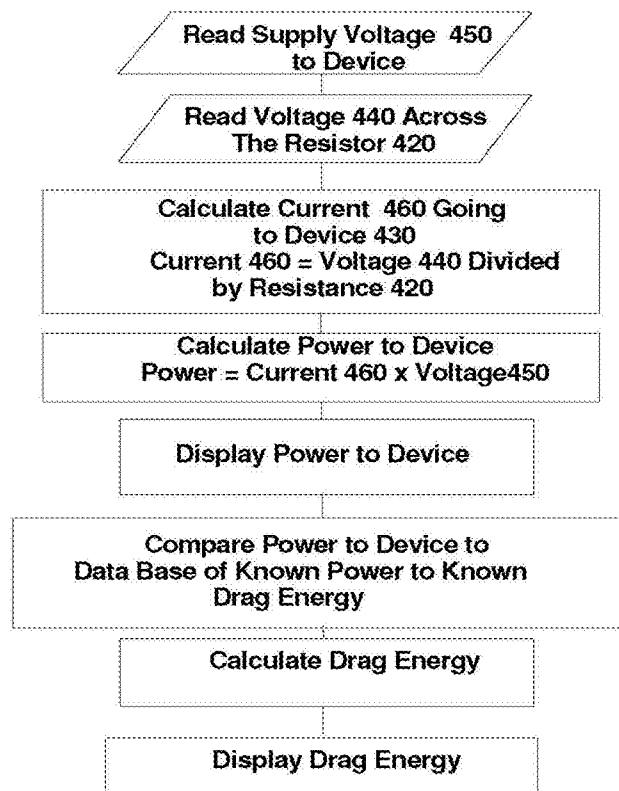 Read Supply Voltage 450
to Device
Read Voltage 440 Across
The Resistor 420
Calculate Current 460 Going
to Device 430
Current 460 = Voltage 440 Divided
by Resistance 420
Calculate Power to Device
Power = Current 460 x Voltage450
Display Power to Device
Compare Power to Device to
Data Base of Known Power to Known
Drag Energy
Calculate Drag Energy
Display Drag Energy